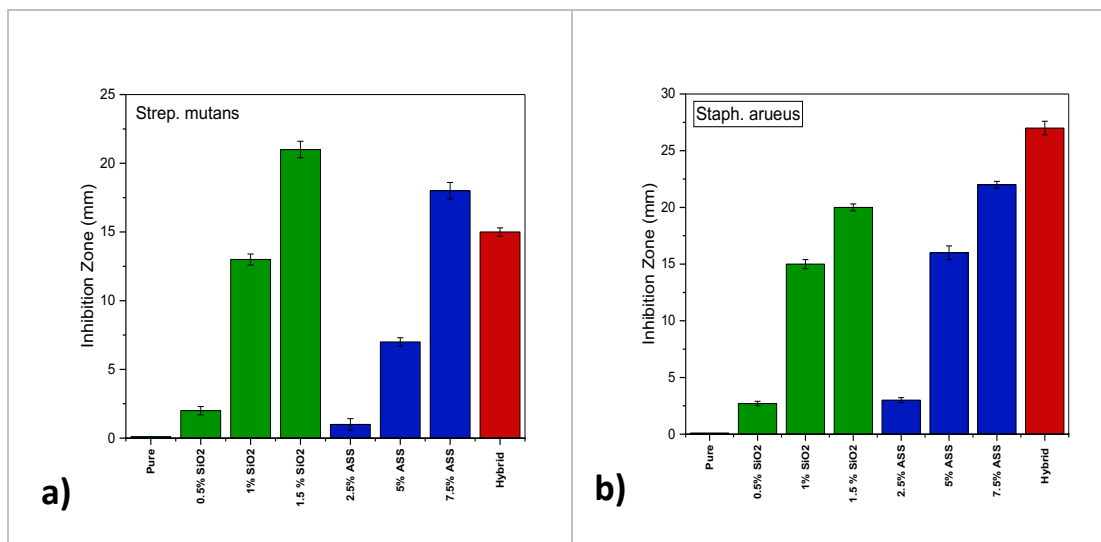 Strep. mutans
Inhibition Zone (mm)
25
20
15
10
5
0
Pure
0.5% SiO2
1% SiO2
1.5 % SiO2
2.5% ASS
5% ASS
7.5% ASS
Hybrid
a)
Staph. arueus
Inhibition Zone (mm)
30
25
20
15
10
5
0
Pure
0.5% SiO2
1% SiO2
1.5 % SiO2
2.5% ASS
5% ASS
7.5% ASS
Hybrid
b)